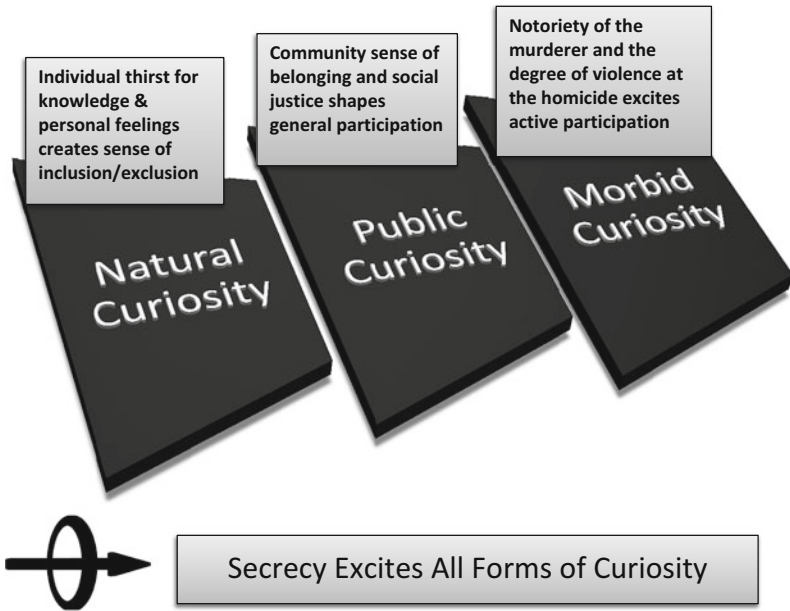 Individual thirst for
knowledge &
personal feelings
creates sense of
inclusion/exclusion
Natural
Curiosity
Community sense of
belonging and social
justice shapes
general participation
Public
Curiosity
Notoriety of the
murderer and the
degree of violence at
the homicide excites
active participation
Morbid
Curiosity
Secrecy Excites All Forms of Curiosity